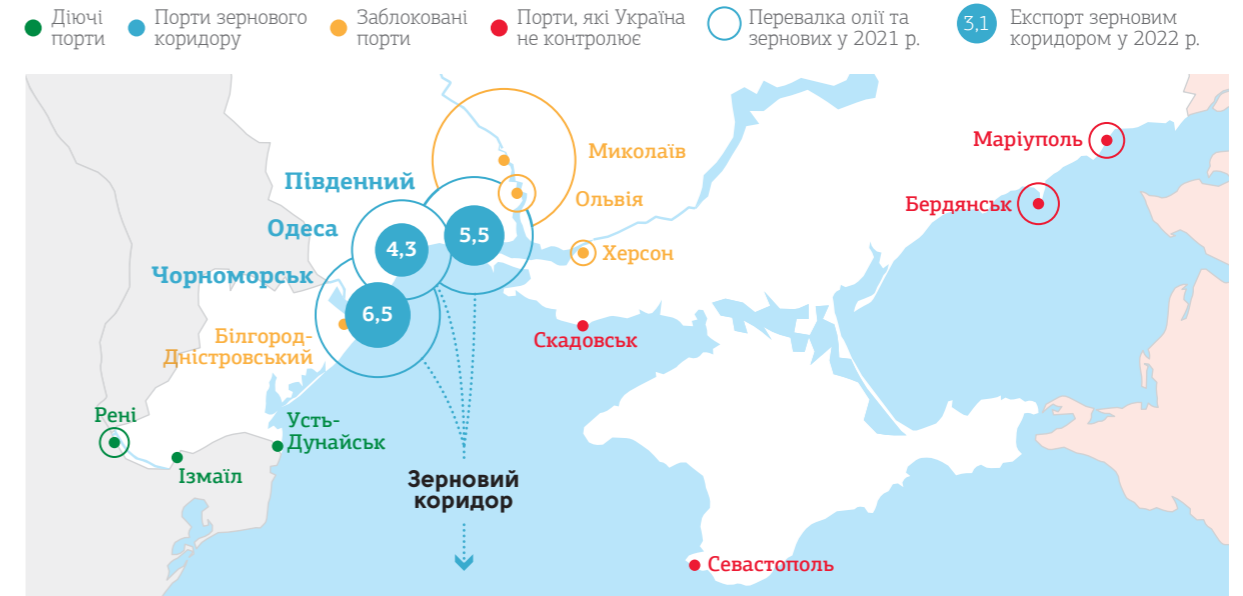 Діючі
порти
Порти зернового
коридору
Заблоковані
порти
Порти, які Україна
не контролює
Перевалка олії та
зернових у 2021 р.
3,1
Експорт зерновим
коридором у 2022 р.
Миколаїв
Маріуполь
Південний
Ольвія
Бердянськ
Одеса
4,3
5,5
Херсон
Чорноморськ
6,5
Білгород-
Дністровський
Скадовськ
Рені
Усть-
Дунайськ
Ізмаїл
Зерновий
коридор
Севастополь